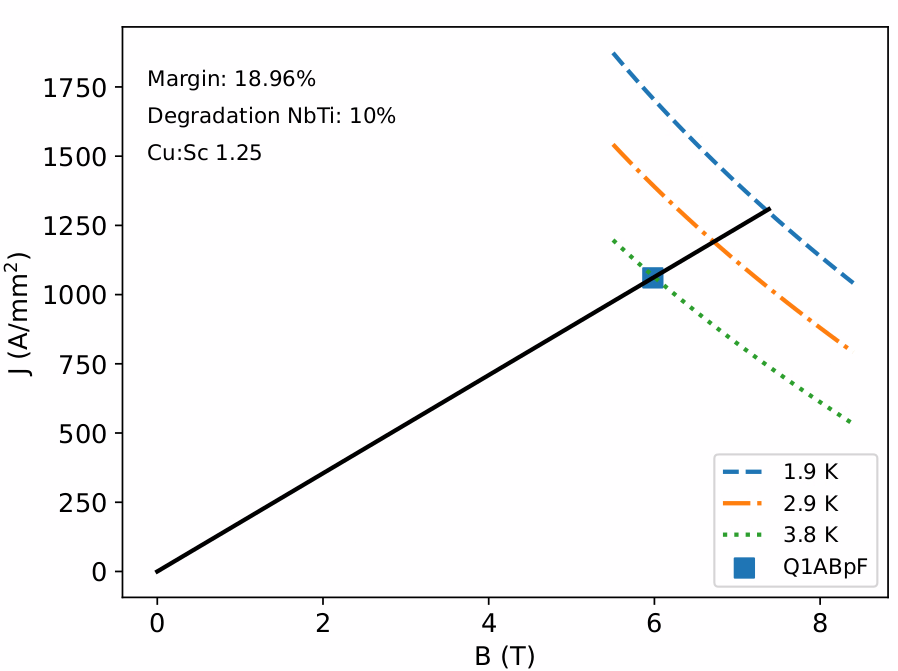 Margin: 18.96%
Degradation NbTi: 10%
Cu:Sc 1.25
J (A/mm²)
1750
1500
1250
1000
750
500
250
0
0 2 4 6 8
B (T)
1.9 K
2.9 K
3.8 K
Q1ABpF